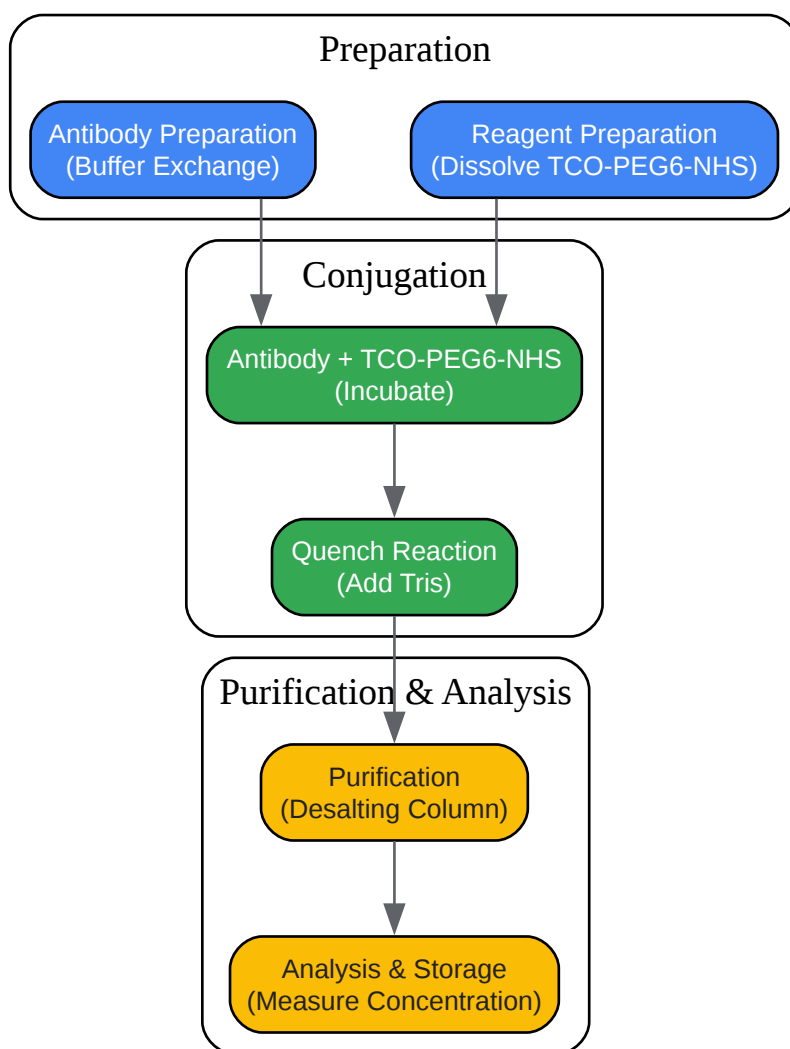 Preparation
Antibody Preparation
(Buffer Exchange)
Reagent Preparation
(Dissolve TCO-PEG6-NHS)
Conjugation
Antibody + TCO-PEG6-NHS
(Incubate)
Quench Reaction
(Add Tris)
Purification & Analysis
Purification
(Desalting Column)
Analysis & Storage
(Measure Concentration)